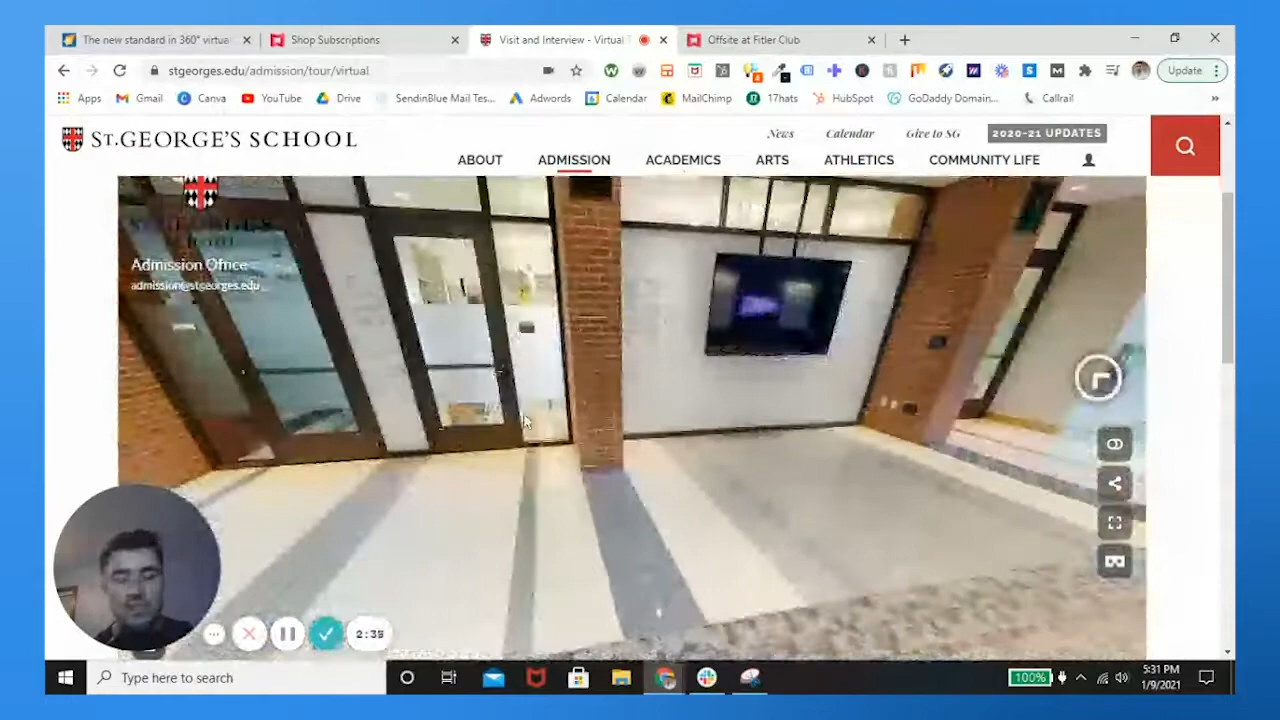 The new standard in 360° virtua
Shop Subscriptions
Visit and Interview - Virtual T
Offsite at Fitler Club
stgeorges.edu/admission/tour/virtual
Update
Apps
Gmail
Canva
YouTube
Drive
SendinBlue Mail Tes...
Adwords
Calendar
MailChimp
17hats
HubSpot
GoDaddy Domain...
Callrail
»
ST.GEORGE'S SCHOOL
News
Calendar
Give to SG
2020-21 UPDATES
ABOUT
ADMISSION
ACADEMICS
ARTS
ATHLETICS
COMMUNITY LIFE
Admission Office
admission@stgeorges.edu
2:35
Type here to search
100%
5:31 PM
1/9/2021